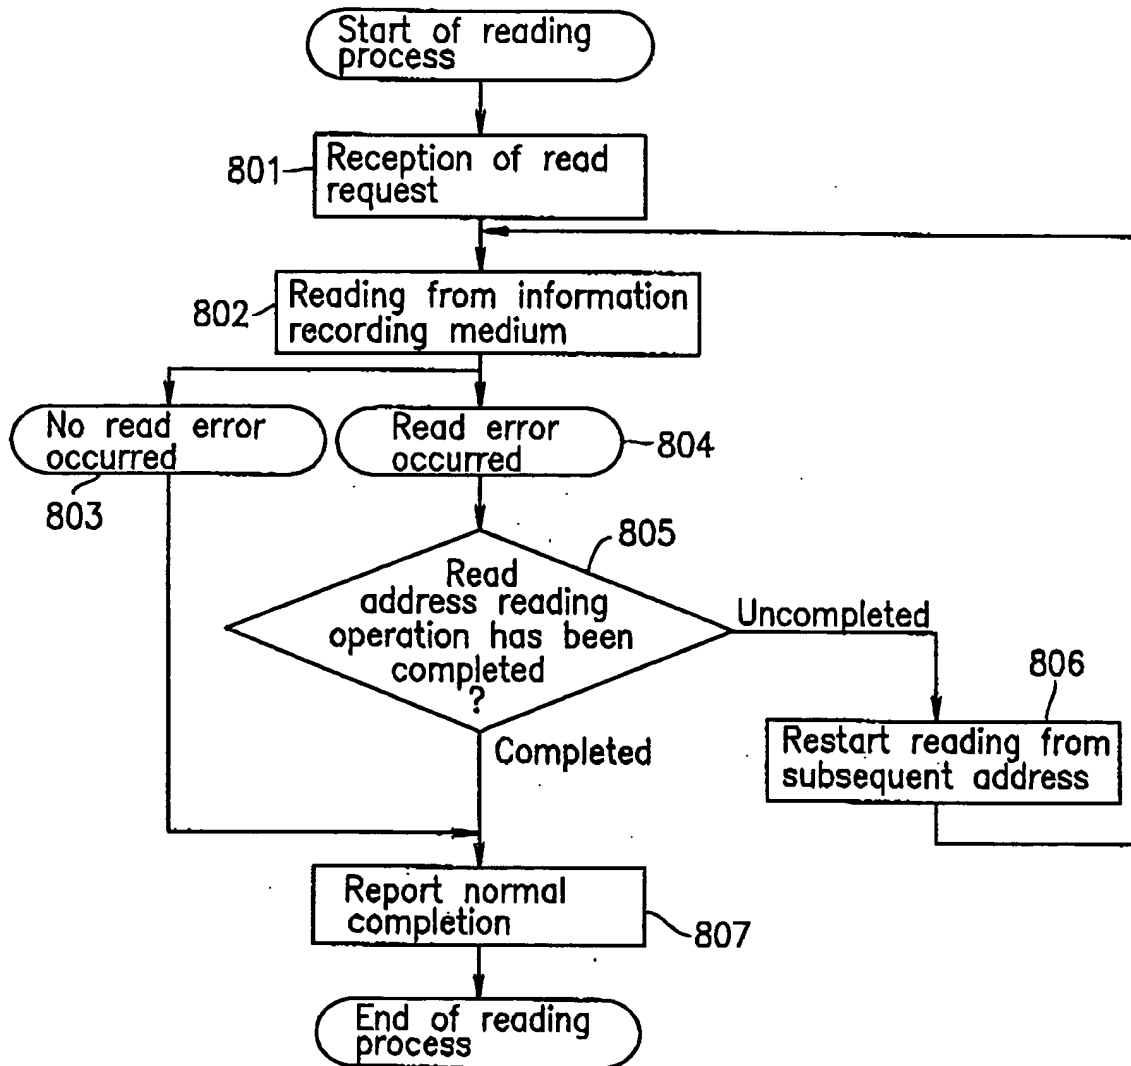 Start of reading
process
801
Reception of read
request
802
Reading from information
recording medium
No read error
occurred
803
Read error
occurred
804
805
Read
address reading
operation has been
completed
?
Uncompleted
Completed
806
Restart reading from
subsequent address
Report normal
completion
807
End of reading
process